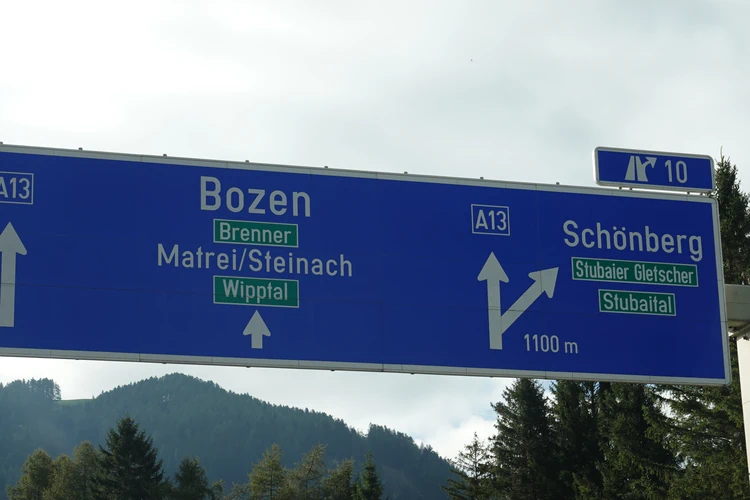 10
A13
Bozen
Brenner
Matrei/Steinach
Wipptal
A13
Schönberg
Stubaier Gletscher
Stubaital
1100 m